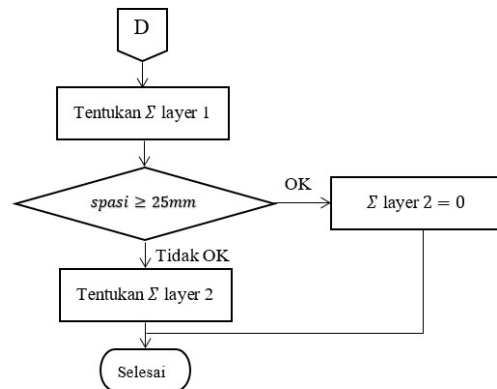 D
Tentukan Σ layer 1
spasi ≥ 25mm
OK
Σ layer 2 = 0
Tidak OK
Tentukan Σ layer 2
Selesai